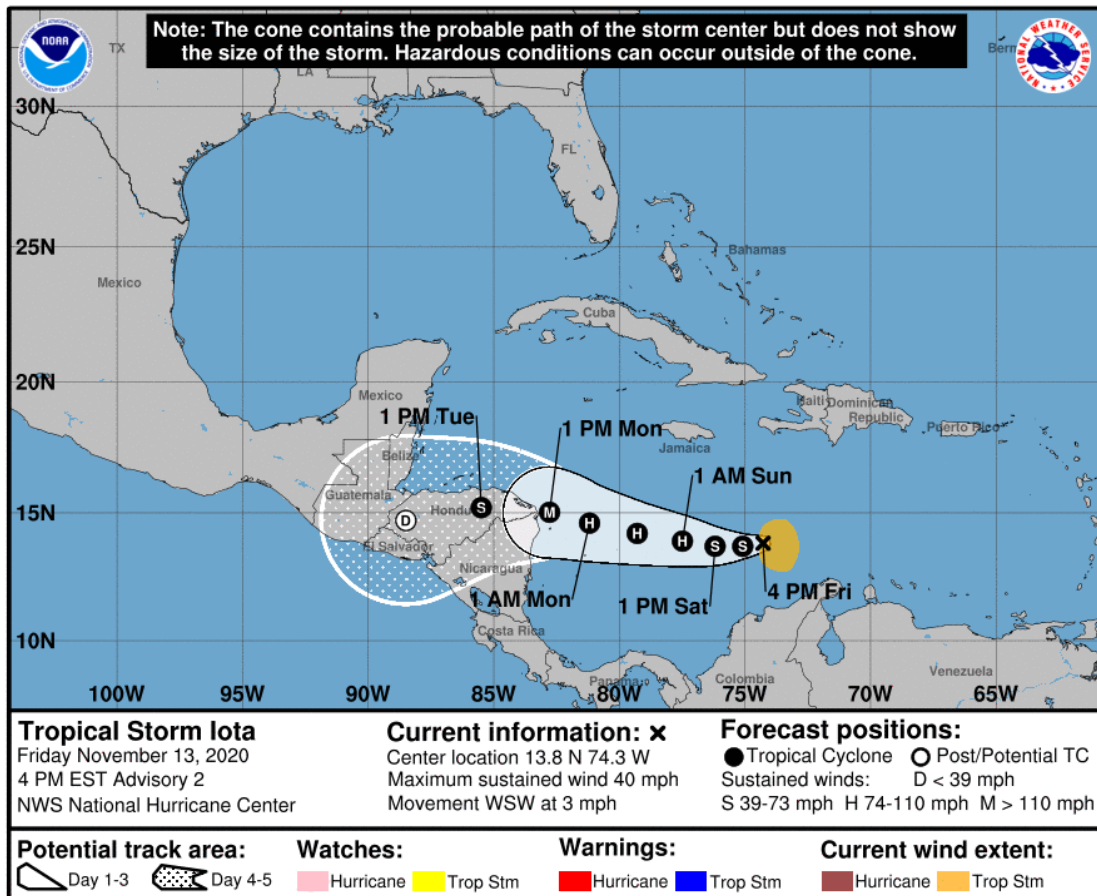 Note: The cone contains the probable path of the storm center but does not show
the size of the storm. Hazardous conditions can occur outside of the cone.
NOAA
NATIONAL WEATHER SERVICE
TX
LA
FL
30N
25N
20N
15N
10N
Mexico
Bahamas
Cuba
Mexico
Haiti
Dominican
Republic
Puerto Rico
Jamaica
Belize
Guatemala
El Salvador
Nicaragua
Costa Rica
Panama
Colombia
Venezuela
1 PM Tue
1 PM Mon
1 AM Sun
1 AM Mon
1 PM Sat
4 PM Fri
D
S
M
H
H
H
S
S
100W
95W
90W
85W
80W
75W
70W
65W
Tropical Storm Iota
Friday November 13, 2020
4 PM EST Advisory 2
NWS National Hurricane Center
Current information:
Center location 13.8 N 74.3 W
Maximum sustained wind 40 mph
Movement WSW at 3 mph
Forecast positions:
Tropical Cyclone
Post/Potential TC
Sustained winds: D < 39 mph
S 39-73 mph H 74-110 mph M > 110 mph
Potential track area:
Day 1-3
Day 4-5
Watches:
Hurricane
Trop Stm
Warnings:
Hurricane
Trop Stm
Current wind extent:
Hurricane
Trop Stm